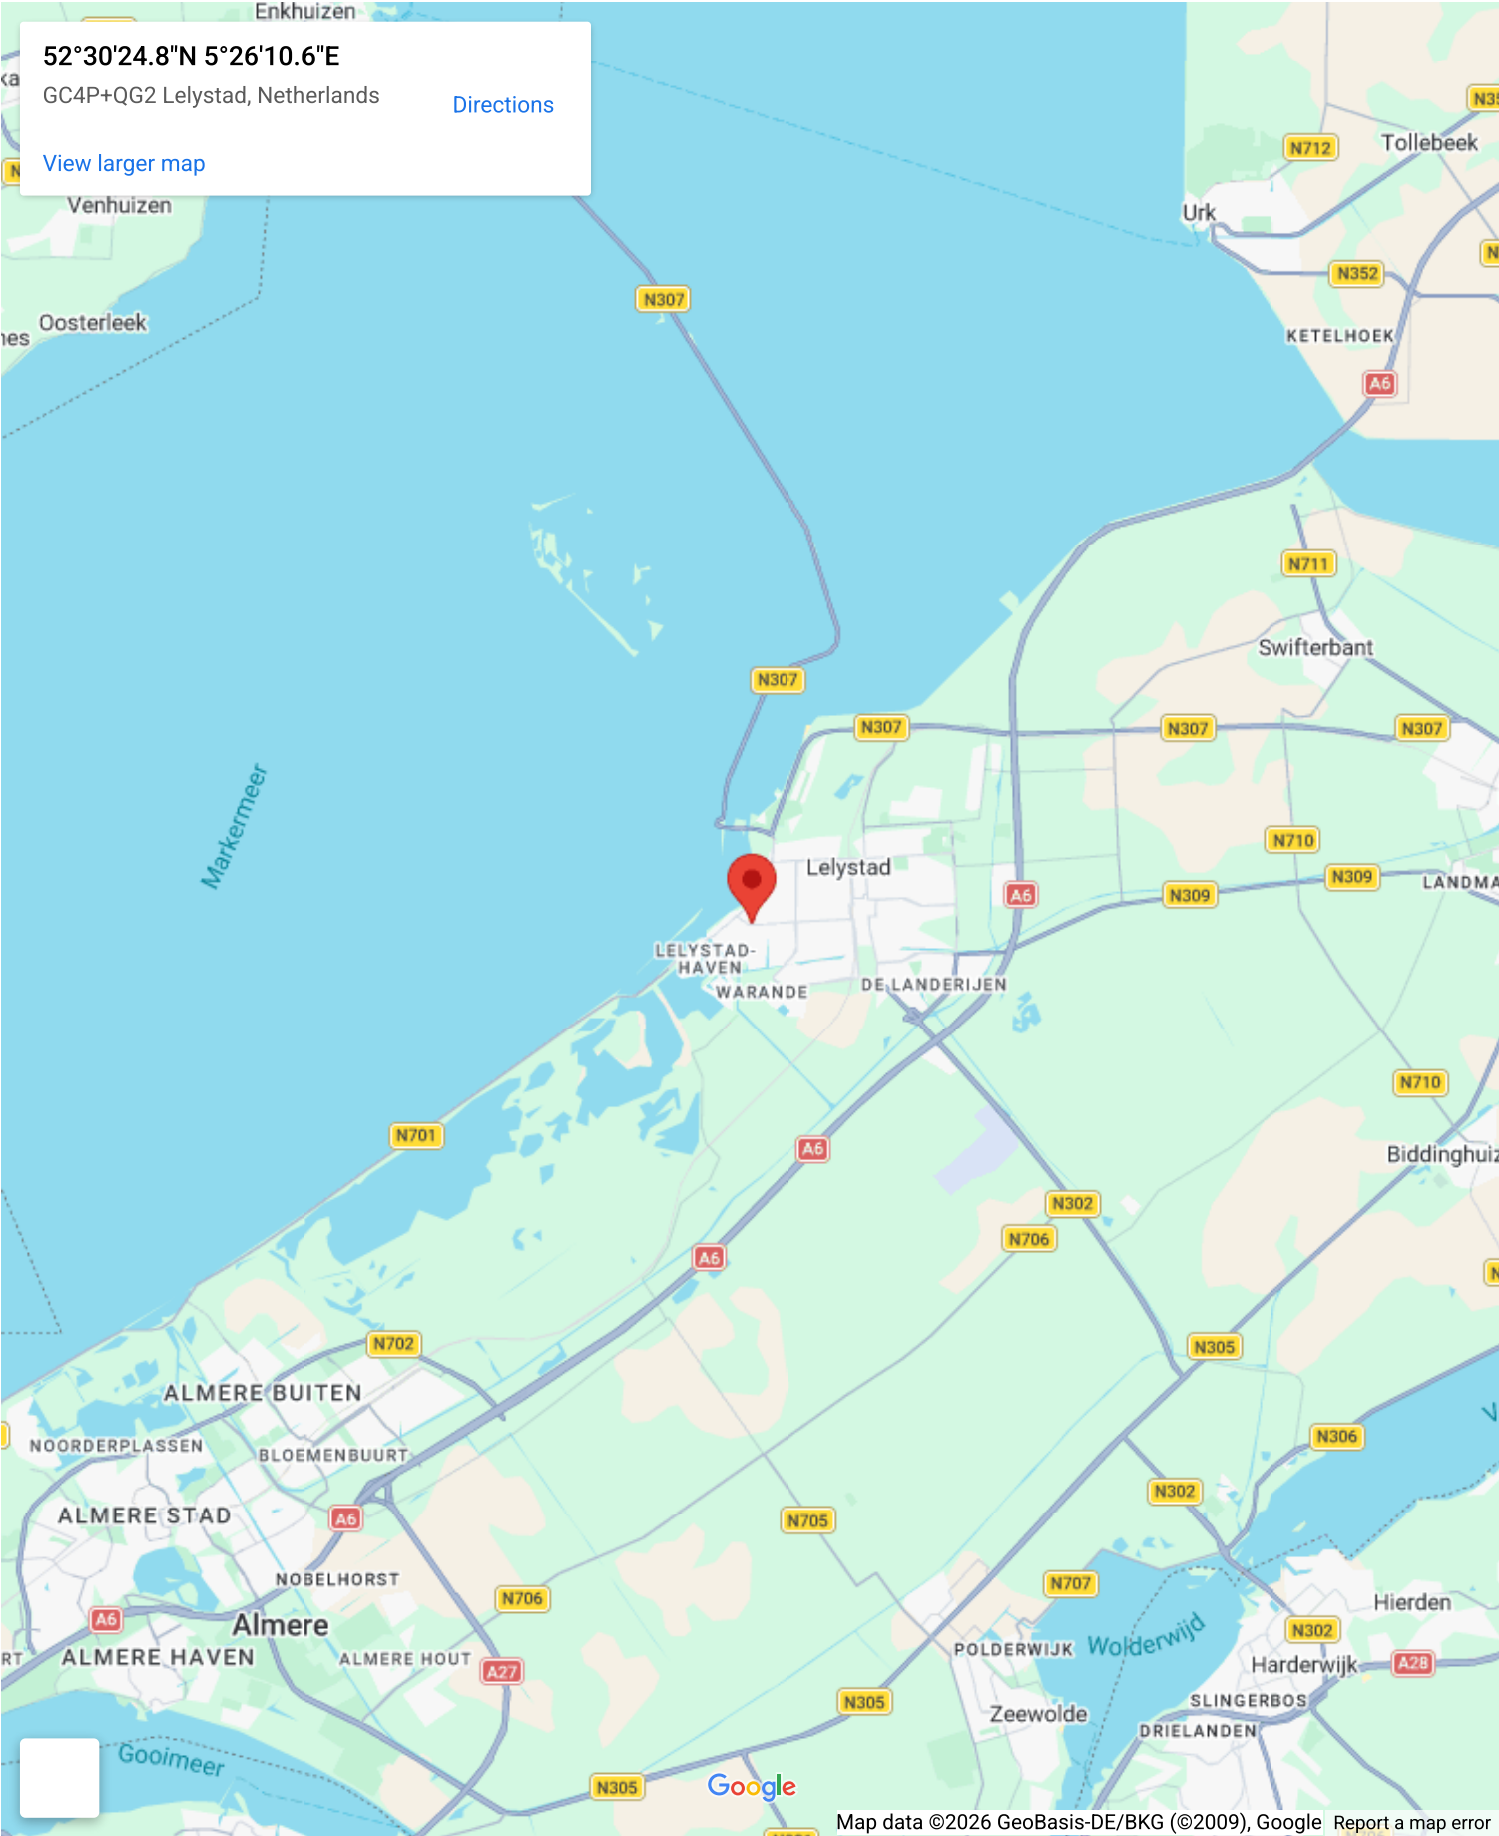 Enkhuizen
52°30'24.8"N 5°26'10.6"E
GC4P+QG2 Lelystad, Netherlands
Directions
View larger map
Venhuizen
Oosterleek
N712
Tollebeek
Urk
N352
KETELHOEK
A6
N307
N711
Swifterbant
N307
N307
N307
N307
Markermeer
N710
Lelystad
N309
N309
A6
LANDMA
LELYSTAD-
HAVEN
WARANDE
DE LANDERIJEN
N710
N701
A6
Biddinghuiz
N302
N706
A6
N702
N305
ALMERE BUITEN
NOORDERPLASSEN
BLOEMENBUURT
N306
N302
ALMERE STAD
A6
N705
NOBELHORST
N706
N707
Hierden
A6
Almere
N302
Wolderwijd
POLDERWIJK
ALMERE HAVEN
ALMERE HOUT
A27
Harderwijk
A28
SLINGERBOS
N305
Zeewolde
DRIELANDEN
Gooimeer
N305
Google
Map data ©2026 GeoBasis-DE/BKG (©2009), Google
Report a map error